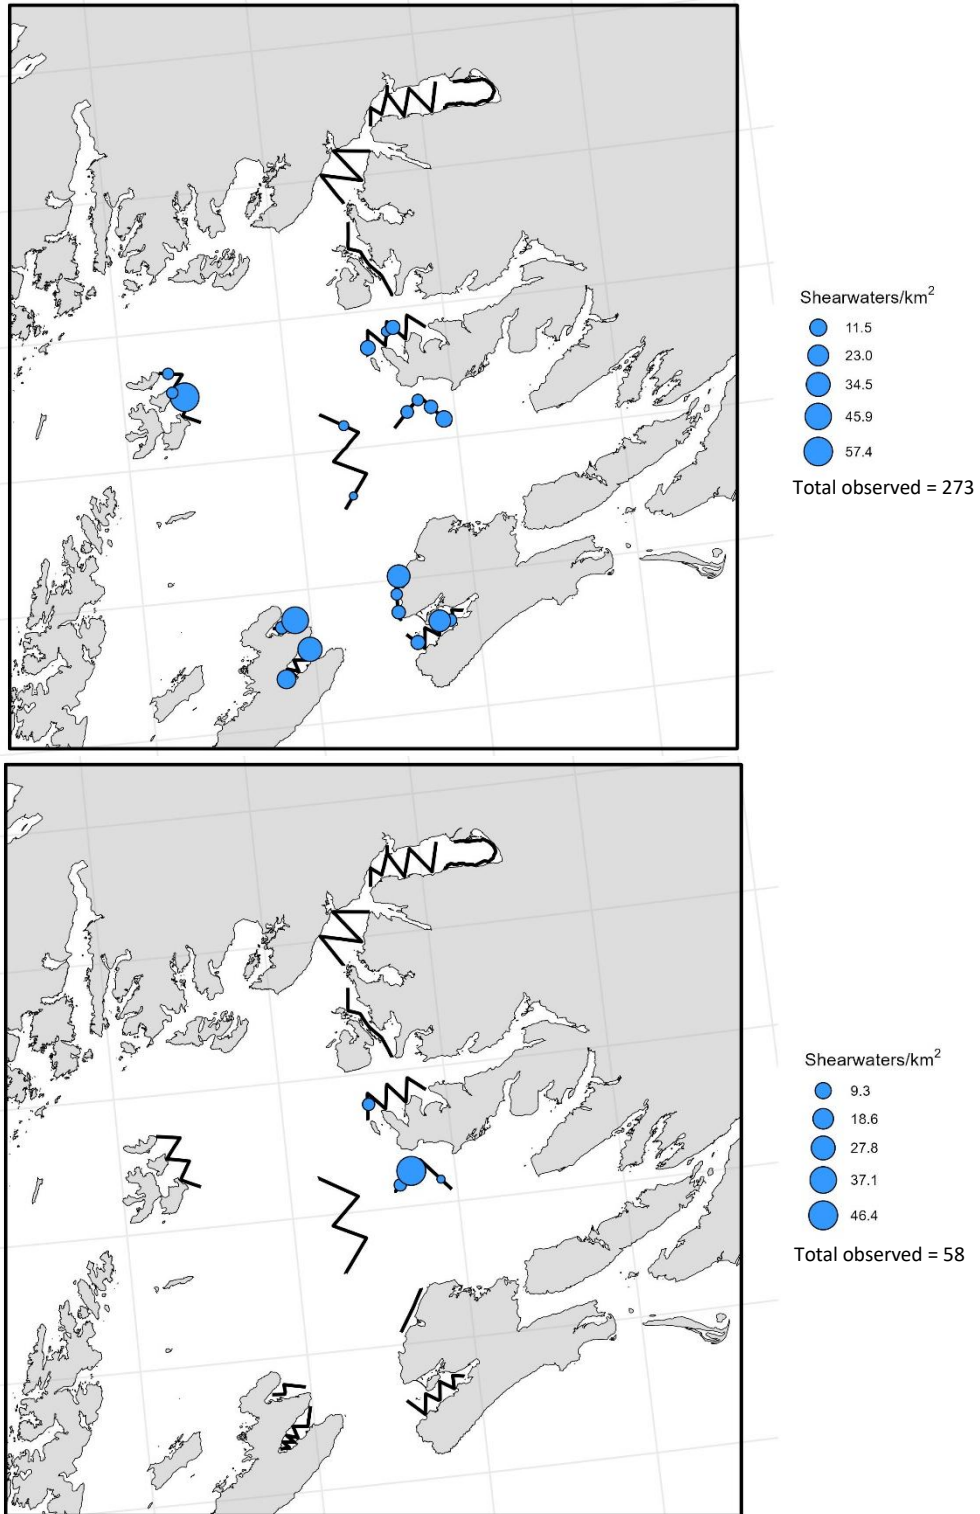 Shearwaters/km²
11.5
23.0
34.5
45.9
57.4
Total observed = 273
Shearwaters/km²
9.3
18.6
27.8
37.1
46.4
Total observed = 58